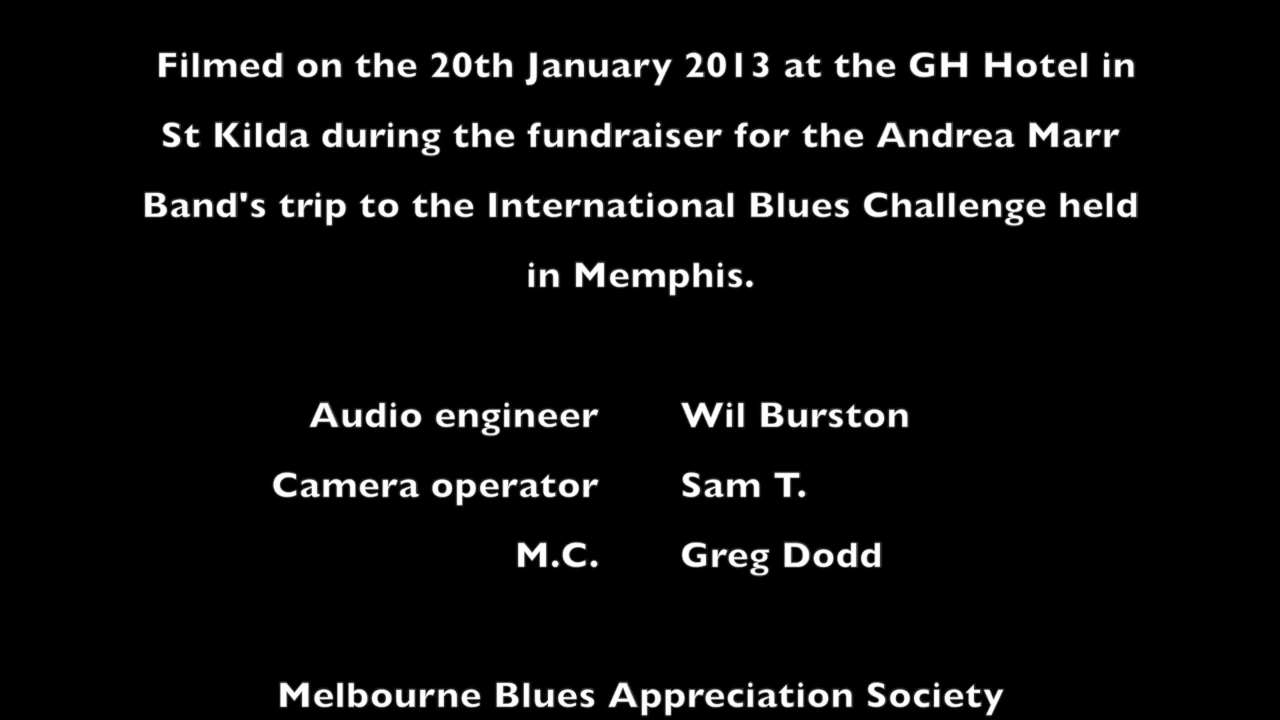 Filmed on the 20th January 2013 at the GH Hotel in
St Kilda during the fundraiser for the Andrea Marr
Band's trip to the International Blues Challenge held
in Memphis.
Audio engineer Wil Burston
Camera operator Sam T.
M.C. Greg Dodd
Melbourne Blues Appreciation Society